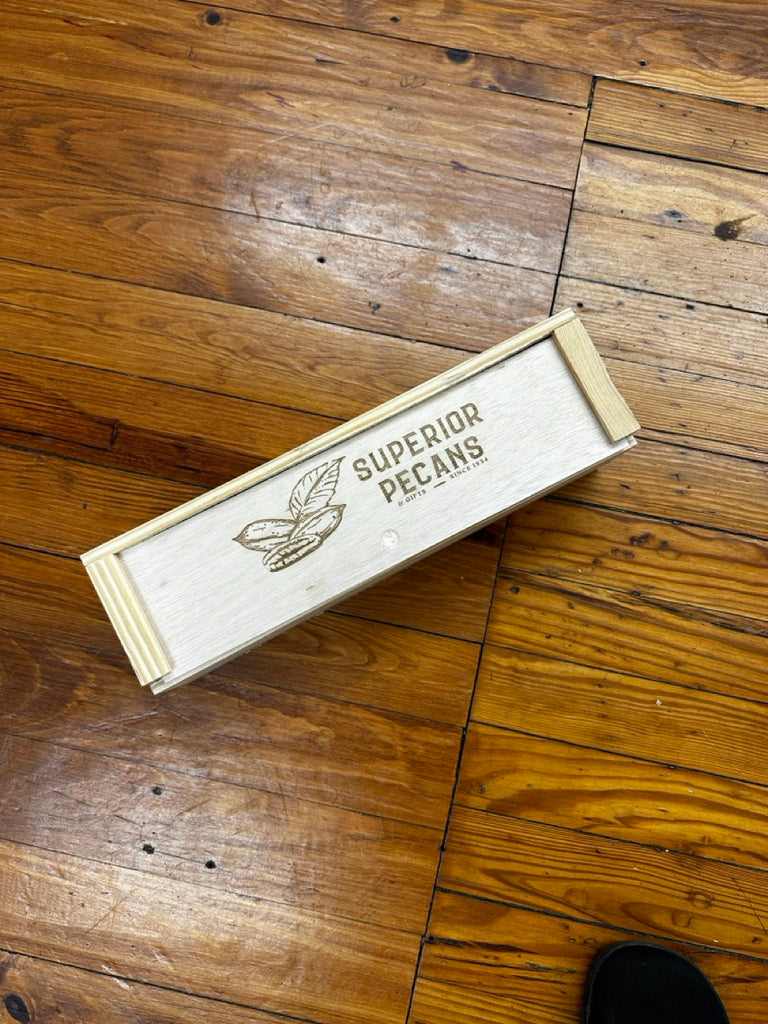 SUPERIOR
PECANS
& GIFTS — SINCE 1934